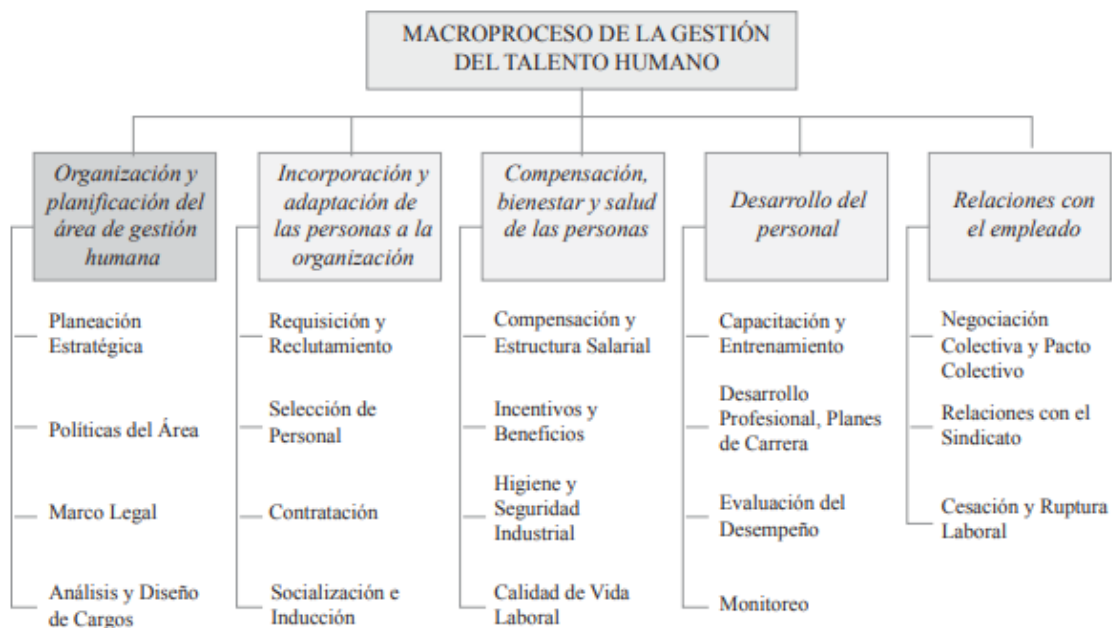 MACROPROCESO DE LA GESTIÓN
DEL TALENTO HUMANO
Organización y
planificación del
área de gestión
humana
Planeación
Estratégica
Políticas del Área
Marco Legal
Análisis y Diseño
de Cargos
Incorporación y
adaptación de
las personas a la
organización
Requisición y
Reclutamiento
Selección de
Personal
Contratación
Socialización e
Inducción
Compensación,
bienestar y salud
de las personas
Compensación y
Estructura Salarial
Incentivos y
Beneficios
Higiene y
Seguridad
Industrial
Calidad de Vida
Laboral
Desarrollo del
personal
Capacitación y
Entrenamiento
Desarrollo
Profesional, Planes
de Carrera
Evaluación del
Desempeño
Monitoreo
Relaciones con
el empleado
Negociación
Colectiva y Pacto
Colectivo
Relaciones con el
Sindicato
Cesación y Ruptura
Laboral